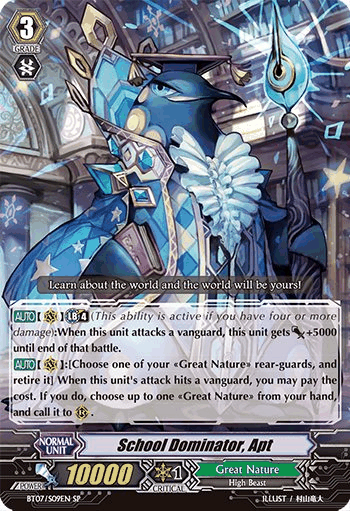 3
GRADE
Learn about the world and the world will be yours!
AUTO [ ] LB4 (This ability is active if you have four or more
damage):When this unit attacks a vanguard, this unit gets +5000
until end of that battle.
AUTO [ ]:[Choose one of your «Great Nature» rear-guards, and
retire it] When this unit's attack hits a vanguard, you may pay the
cost. If you do, choose up to one «Great Nature» from your hand,
and call it to .
NORMAL
UNIT
School Dominator, Apt
POWER
10000
1
CRITICAL
Great Nature
High Beast
BT07/S09EN SP
ILLUST / 村山竜大